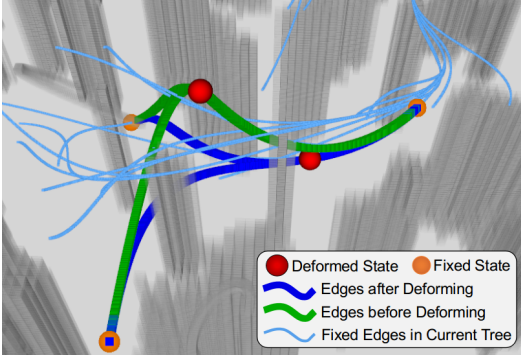 Deformed State
Fixed State
Edges after Deforming
Edges before Deforming
Fixed Edges in Current Tree